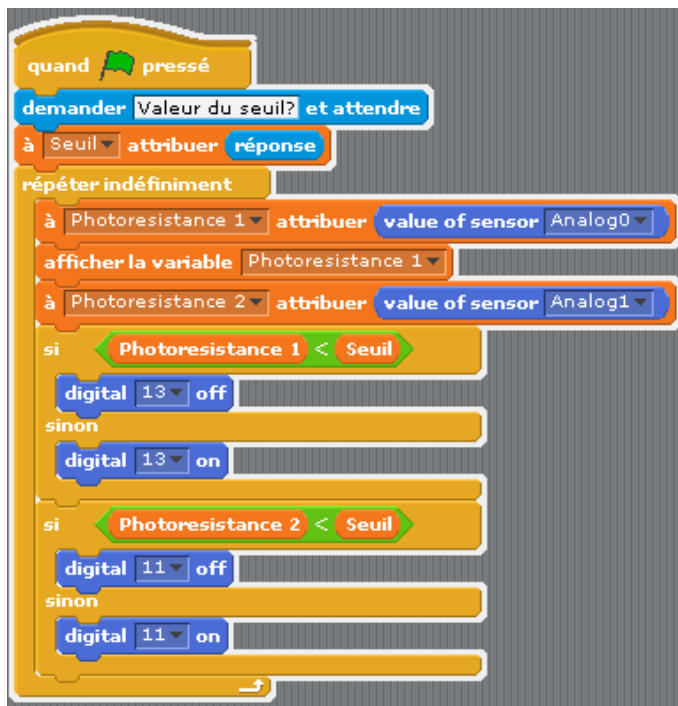 quand pressé
demander Valeur du seuil? et attendre
à Seuil attribuer réponse
répéter indéfiniment
à Photoresistance 1 attribuer value of sensor Analog0
afficher la variable Photoresistance 1
à Photoresistance 2 attribuer value of sensor Analog1
si Photoresistance 1 < Seuil
digital 13 off
sinon
digital 13 on
si Photoresistance 2 < Seuil
digital 11 off
sinon
digital 11 on